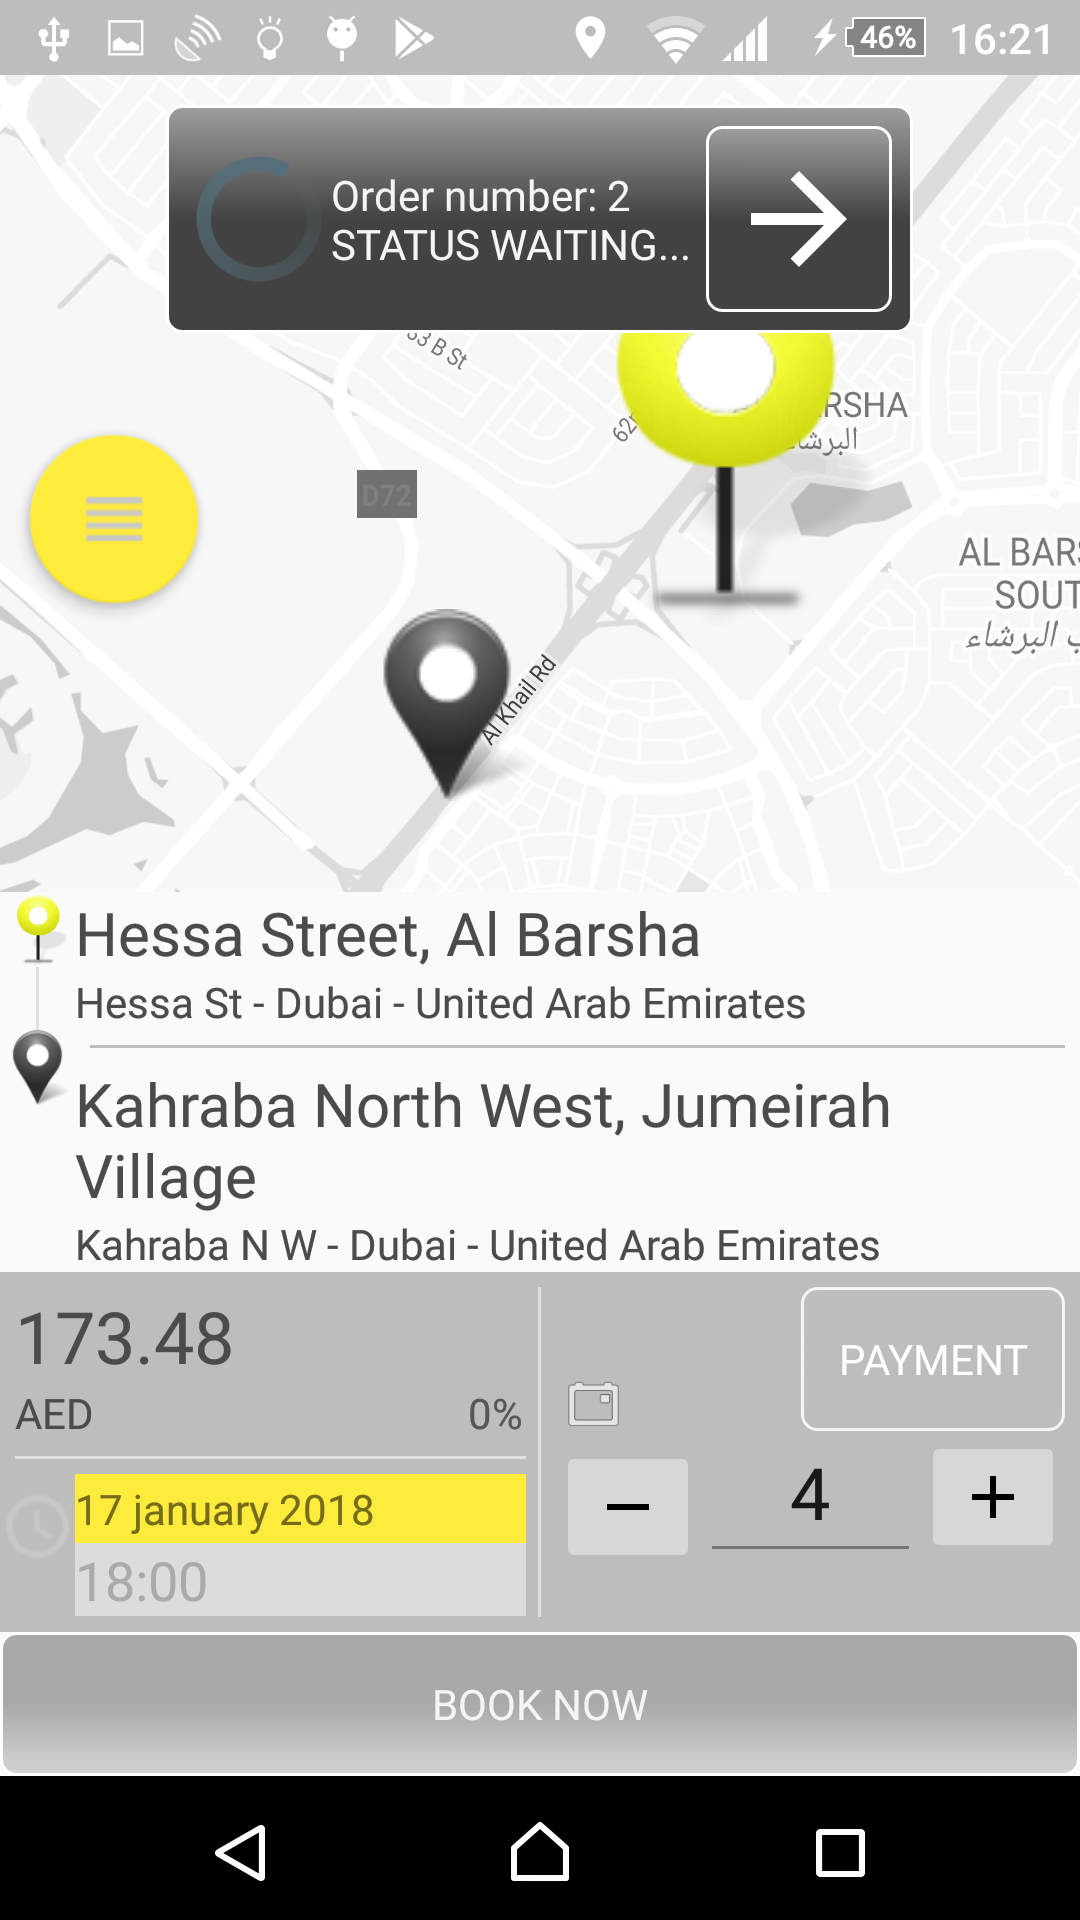 46% 16:21
Order number: 2
STATUS WAITING...
33 B St
ARSHA
البرشاء
D72
AL BARS
SOUT
البرشاء
Al Khail Rd
Hessa Street, Al Barsha
Hessa St - Dubai - United Arab Emirates
Kahraba North West, Jumeirah
Village
Kahraba N W - Dubai - United Arab Emirates
173.48
PAYMENT
AED 0%
4
17 january 2018
18:00
BOOK NOW